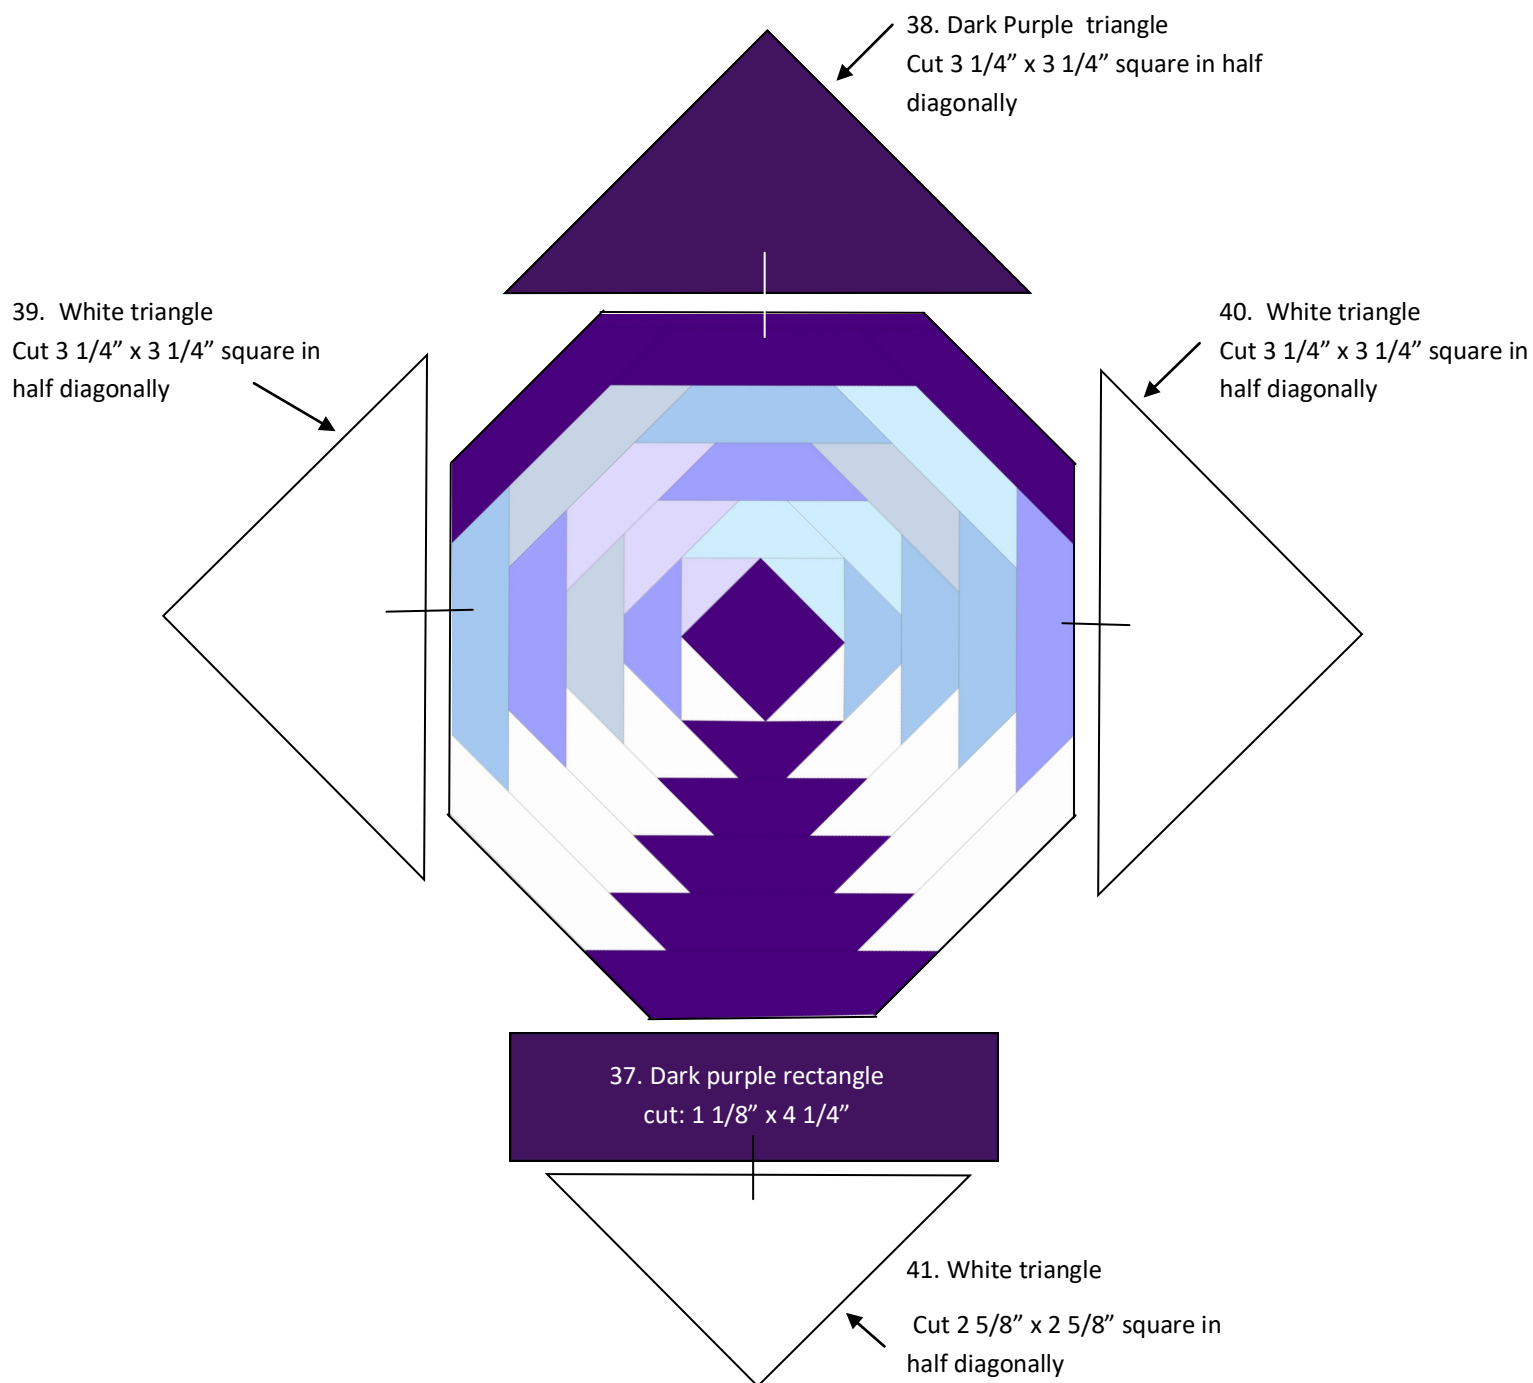 38. Dark Purple  triangle
Cut 3 1/4” x 3 1/4” square in half
diagonally
39.  White triangle
Cut 3 1/4” x 3 1/4” square in
half diagonally
40.  White triangle
Cut 3 1/4” x 3 1/4” square in
half diagonally
37. Dark purple rectangle
cut: 1 1/8” x 4 1/4”
41. White triangle
Cut 2 5/8” x 2 5/8” square in
half diagonally